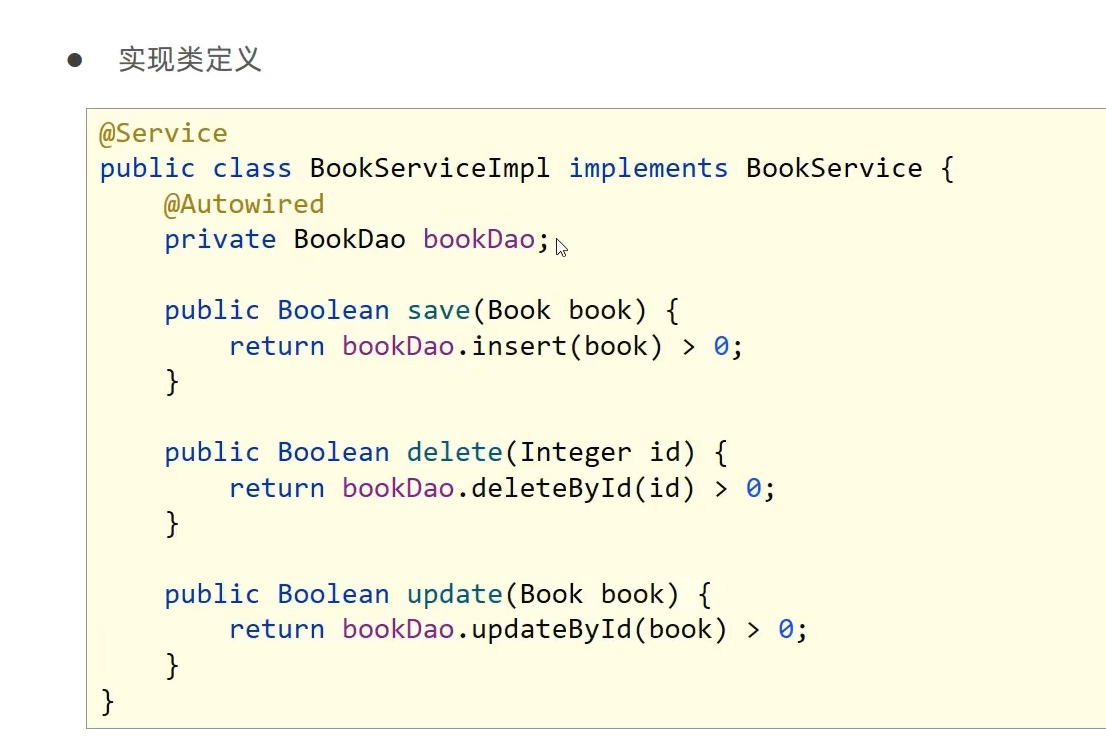 ● 实现类定义
@Service
public class BookServiceImpl implements BookService {
    @Autowired
    private BookDao bookDao;

    public Boolean save(Book book) {
        return bookDao.insert(book) > 0;
    }

    public Boolean delete(Integer id) {
        return bookDao.deleteById(id) > 0;
    }

    public Boolean update(Book book) {
        return bookDao.updateById(book) > 0;
    }
}